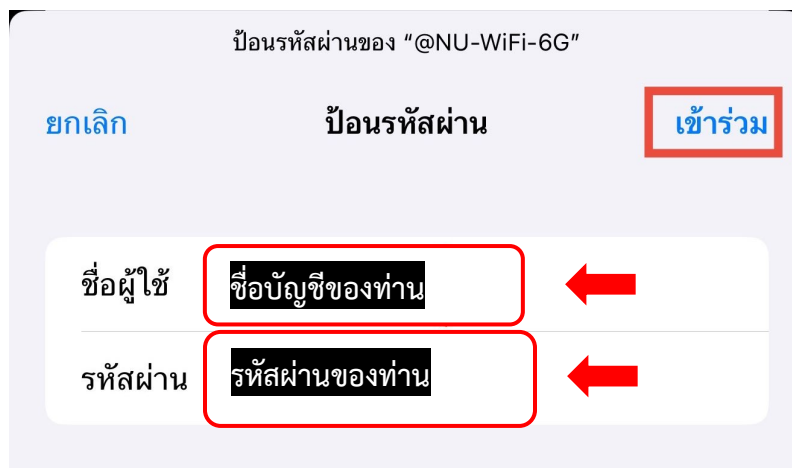 ป้อนรหัสผ่านของ “@NU-WiFi-6G”
ยกเลิก ป้อนรหัสผ่าน เข้าร่วม
ชื่อผู้ใช้ ชื่อบัญชีของท่าน
รหัสผ่าน รหัสผ่านของท่าน